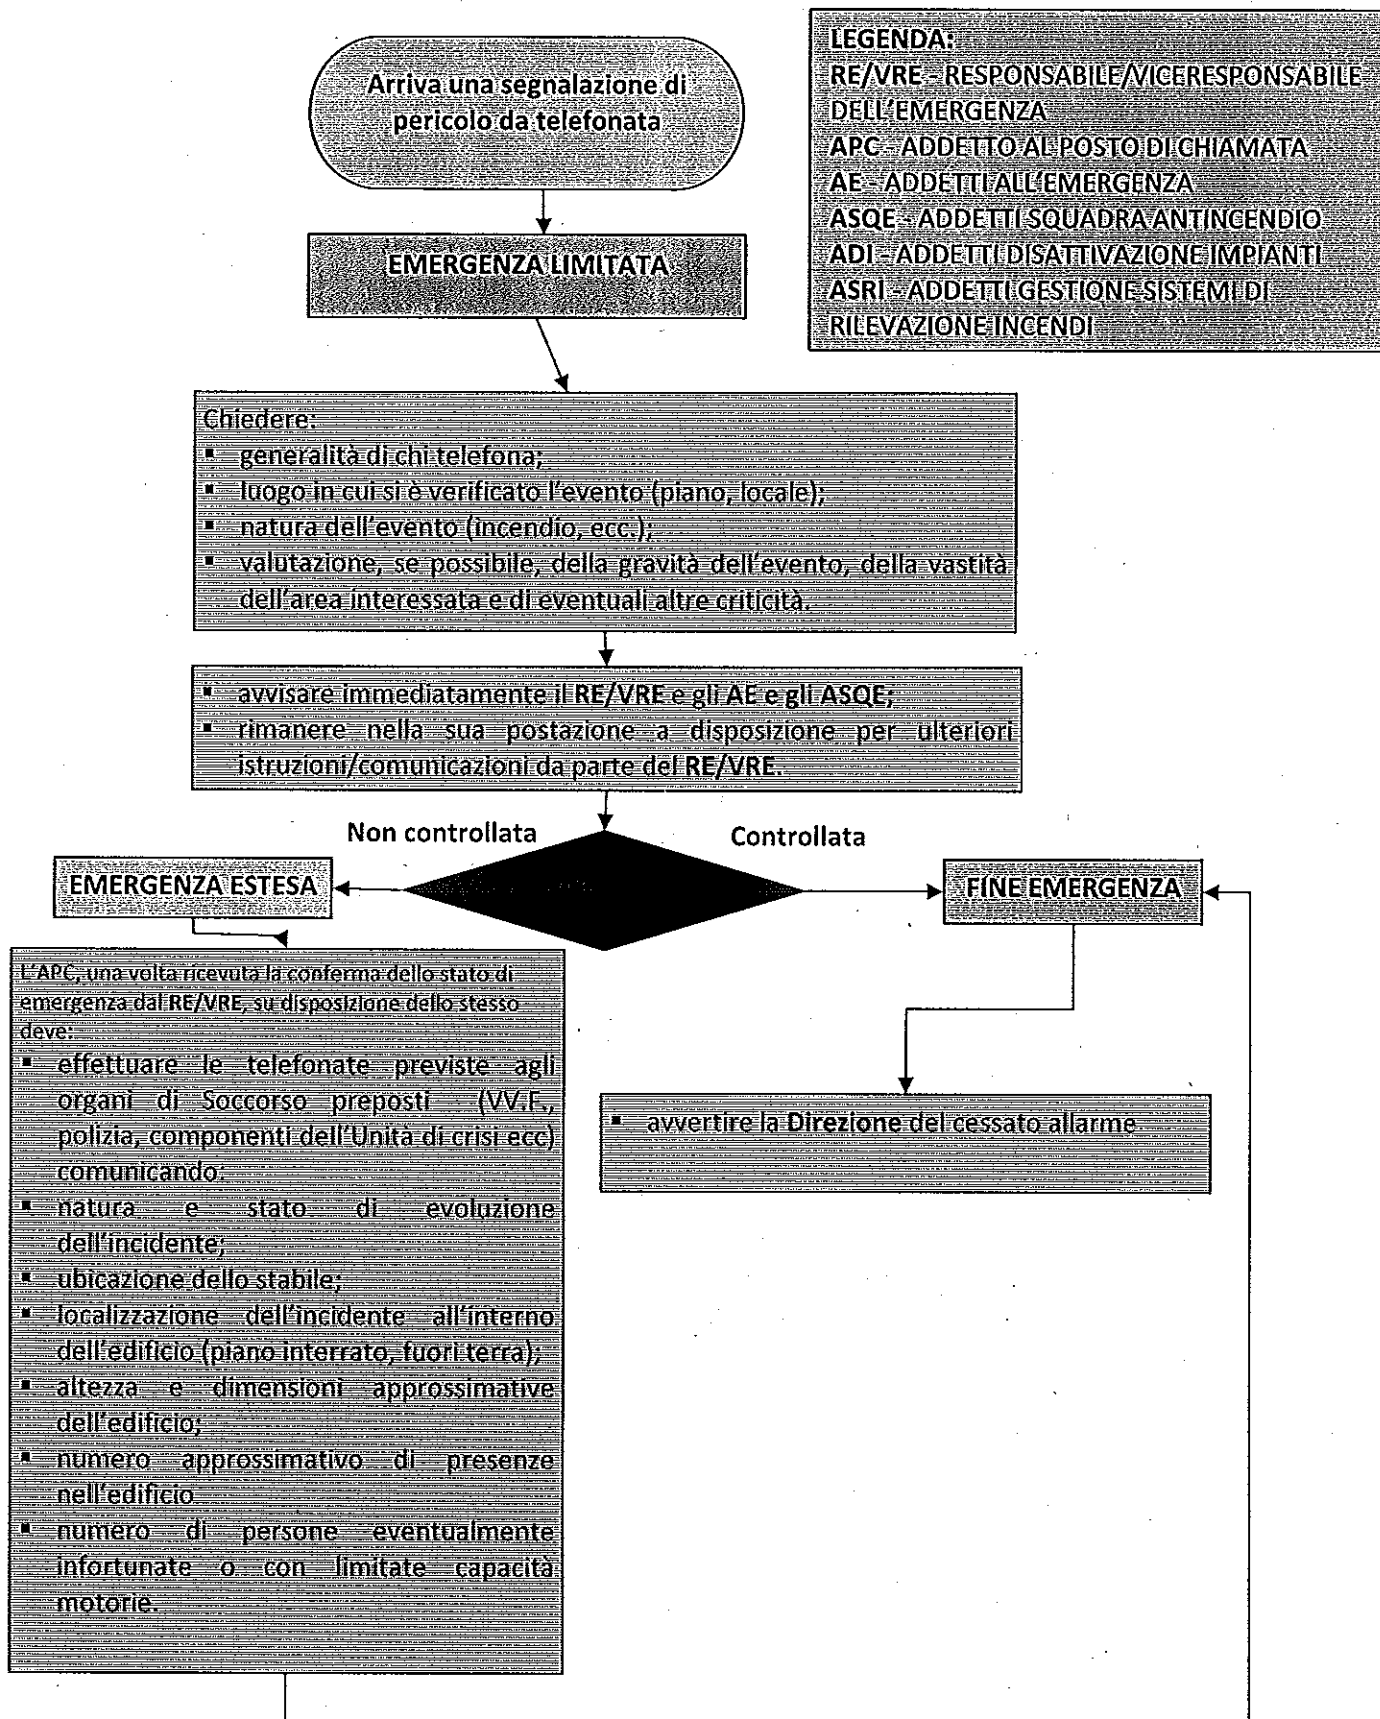 Arriva una segnalazione di
pericolo da telefonata
LEGENDA:
RE/VRE - RESPONSABILE/VICERESPONSABILE
DELL'EMERGENZA
APC - ADDETTO AL POSTO DI CHIAMATA
AE - ADDETTI ALL'EMERGENZA
ASQE - ADDETTI SQUADRA ANTINCENDIO
ADI - ADDETTI DISATTIVAZIONE IMPIANTI
ASRI - ADDETTI GESTIONE SISTEMI DI
RILEVAZIONE INCENDI
EMERGENZA LIMITATA
Chiedere:
▪ generalità di chi telefona;
▪ luogo in cui si è verificato l'evento (piano, locale);
▪ natura dell'evento (incendio, ecc.);
▪ valutazione, se possibile, della gravità dell'evento, della vastità
dell'area interessata e di eventuali altre criticità.
▪ avvisare immediatamente il RE/VRE e gli AE e gli ASQE;
▪ rimanere nella sua postazione a disposizione per ulteriori
istruzioni/comunicazioni da parte del RE/VRE.
Non controllata
Controllata
EMERGENZA ESTESA
FINE EMERGENZA
L'APC, una volta ricevuta la conferma dello stato di
emergenza dal RE/VRE, su disposizione dello stesso
deve:
▪ effettuare le telefonate previste agli
organi di Soccorso preposti (VV.F.,
polizia, componenti dell'Unità di crisi ecc)
comunicando:
▪ natura e stato di evoluzione
dell'incidente;
▪ ubicazione dello stabile;
▪ localizzazione dell'incidente all'interno
dell'edificio (piano interrato, fuori terra);
▪ altezza e dimensioni approssimative
dell'edificio;
▪ numero approssimativo di presenze
nell'edificio
▪ numero di persone eventualmente
infortunate o con limitate capacità
motorie.
▪ avvertire la Direzione del cessato allarme